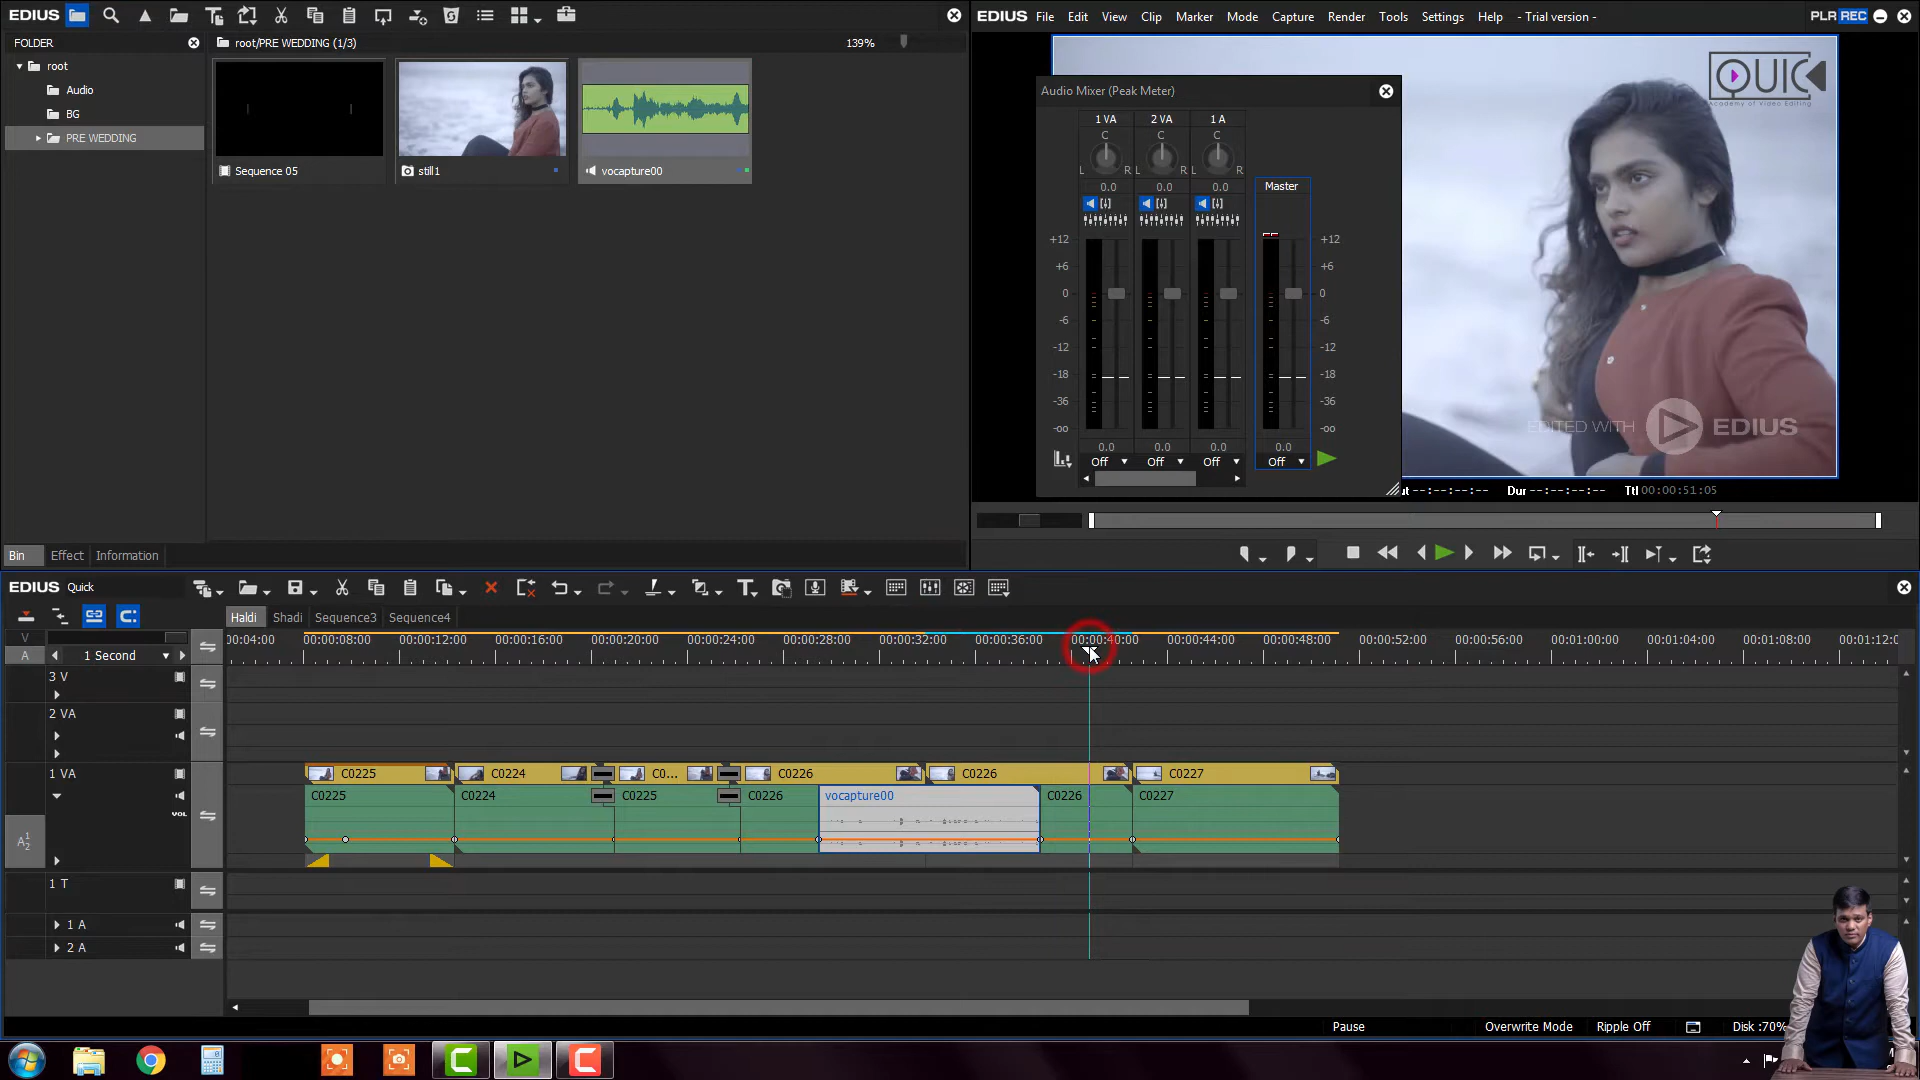 EDIUS
FOLDER
root
Audio
BG
PRE WEDDING
root/PRE WEDDING (1/3)
139%
Sequence 05
still1
vocapture00
Bin Effect Information
EDIUS File Edit View Clip Marker Mode Capture Render Tools Settings Help - Trial version -
PLR REC
QUIC
Academy of Video Editing
EDITED WITH EDIUS
Audio Mixer (Peak Meter)
1 VA 2 VA 1 A
C C C
L R L R L R
0.0 0.0 0.0
Master
+12 +12
+6 +6
0 0
-6 -6
-12 -12
-18 -18
-36 -36
-oo -oo
0.0 0.0 0.0 0.0
Off Off Off Off
ut --:--:--:-- Dur --:--:--:-- Ttl 00:00:51:05
EDIUS Quick
Haldi Shadi Sequence3 Sequence4
V
A
1 Second
00:04:00 00:00:08:00 00:00:12:00 00:00:16:00 00:00:20:00 00:00:24:00 00:00:28:00 00:00:32:00 00:00:36:00 00:00:40:00 00:00:44:00 00:00:48:00 00:00:52:00 00:00:56:00 00:01:00:00 00:01:04:00 00:01:08:00 00:01:12:0
3 V
2 VA
1 VA
C0225 C0224 C0... C0226 C0226 C0227
C0225 C0224 C0225 C0226 vocapture00 C0226 C0227
VOL
A 1 2
1 T
1 A
2 A
Pause Overwrite Mode Ripple Off Disk :70%